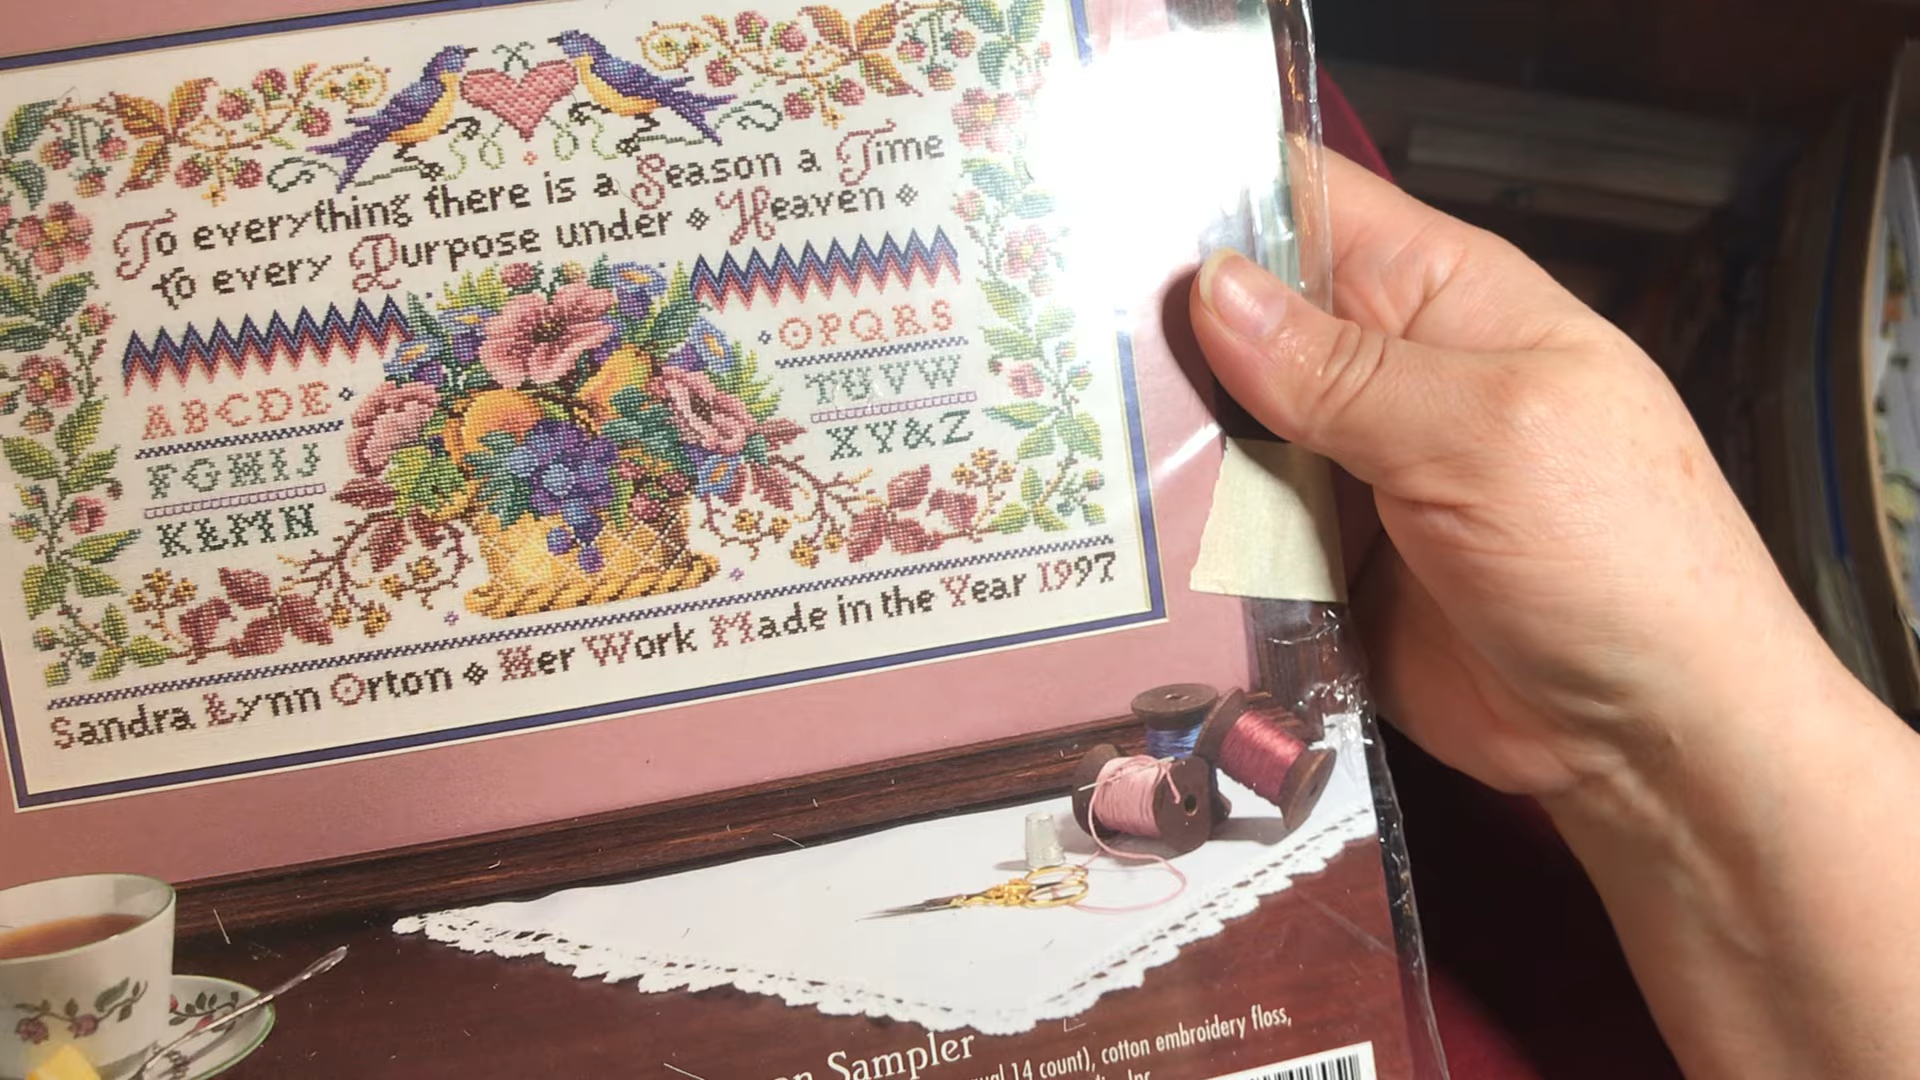 To everything there is a Season a Time
to every Purpose under Heaven
ABCDE
FGHIJ
KLMN
OPQRS
TUVW
XY&Z
Sandra Lynn Orton Her Work Made in the Year 1997
Sampler
14 count), cotton embroidery floss,